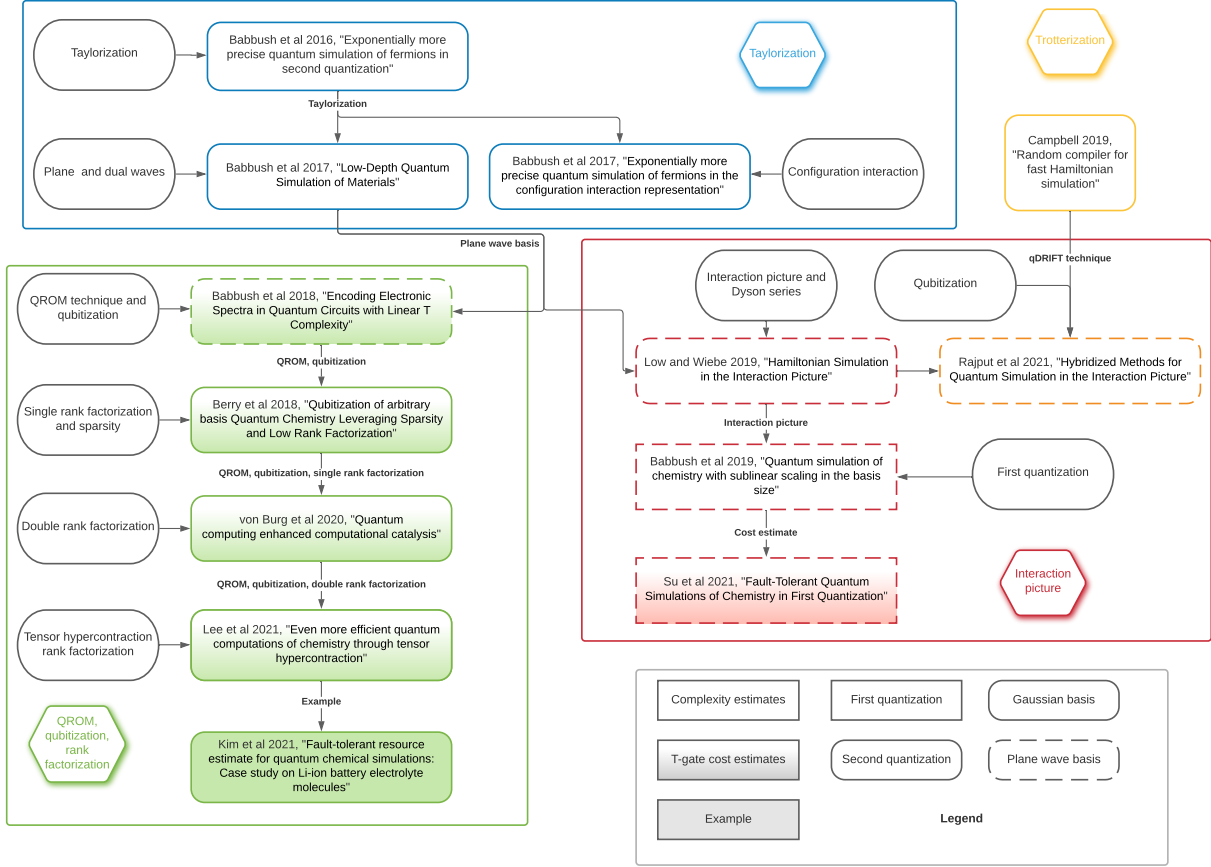 Taylorization
Babbush et al 2016, "Exponentially more
precise quantum simulation of fermions in
second quantization"
Taylorization
Trotterization
Taylorization
Plane  and dual waves
Babbush et al 2017, "Low-Depth Quantum
Simulation of Materials"
Babbush et al 2017, "Exponentially more
precise quantum simulation of fermions in the
configuration interaction representation"
Configuration interaction
Campbell 2019,
"Random compiler for
fast Hamiltonian
simulation"
Plane wave basis
qDRIFT technique
QROM technique and
qubitization
Babbush et al 2018, "Encoding Electronic
Spectra in Quantum Circuits with Linear T
Complexity"
QROM, qubitization
Single rank factorization
and sparsity
Berry et al 2018, "Qubitization of arbitrary
basis Quantum Chemistry Leveraging Sparsity
and Low Rank Factorization"
QROM, qubitization, single rank factorization
Double rank factorization
von Burg et al 2020, "Quantum
computing enhanced computational catalysis"
QROM, qubitization, double rank factorization
Tensor hypercontraction
rank factorization
Lee et al 2021, "Even more efficient quantum
computations of chemistry through tensor
hypercontraction"
Example
QROM,
qubitization,
rank
factorization
Kim et al 2021, "Fault-tolerant resource
estimate for quantum chemical simulations:
Case study on Li-ion battery electrolyte
molecules"
Interaction picture and
Dyson series
Qubitization
Low and Wiebe 2019, "Hamiltonian Simulation
in the Interaction Picture"
Rajput et al 2021, "Hybridized Methods for
Quantum Simulation in the Interaction Picture"
Interaction picture
Babbush et al 2019, "Quantum simulation of
chemistry with sublinear scaling in the basis
size"
First quantization
Cost estimate
Su et al 2021, "Fault-Tolerant Quantum
Simulations of Chemistry in First Quantization"
Interaction
picture
Complexity estimates
First quantization
Gaussian basis
T-gate cost estimates
Second quantization
Plane wave basis
Example
Legend